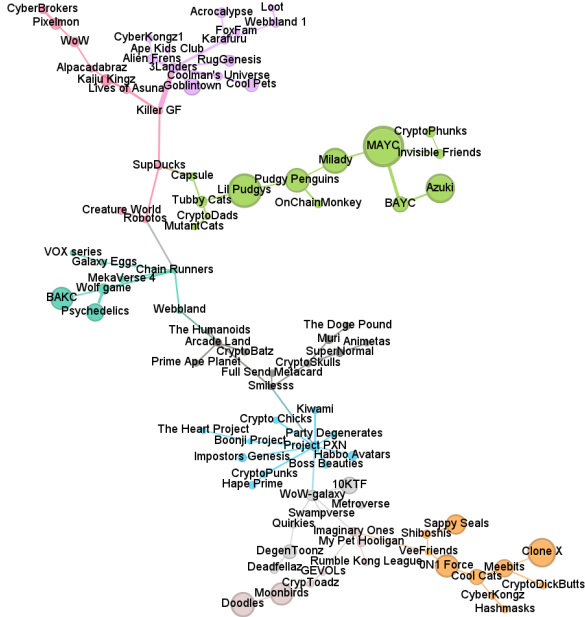 CyberBrokers
Pixelmon
WoW
Alpacadabraz
Kaiju Kingz
Lives of Asuna
Killer GF
Acrocalypse
Loot
Webbland 1
FoxFam
Karafuru
CyberKongz1
Ape Kids Club
Alien Frens
3Landers
RugGenesis
Coolman's Universe
Goblintown
Cool Pets
SupDucks
Capsule
Tubby Cats
CryptoDads
MutantCats
Lil Pudgys
Pudgy Penguins
OnChainMonkey
Milady
MAYC
CryptoPhunks
Invisible Friends
BAYC
Azuki
Creature World
Robotos
VOX series
Galaxy Eggs
Chain Runners
MekaVerse 4
Wolf game
BAKC
Psychedelics
Webbland
The Humanoids
Arcade Land
CryptoBatz
Prime Ape Planet
The Doge Pound
Muri
Animetas
SuperNormal
CryptoSkulls
Full Send Metacard
Smilesss
Kiwami
Crypto Chicks
The Heart Project
Party Degenerates
Boonji Project
Project PXN
Impostors Genesis
Habbo Avatars
Boss Beauties
CryptoPunks
Hape Prime
10KTF
WoW-galaxy
Metroverse
Swampverse
Quirkies
Imaginary Ones
My Pet Hooligan
DegenToonz
Deadfellaz
Rumble Kong League
GEVOLs
CrypToadz
Moonbirds
Doodles
Sappy Seals
Shiboshis
VeeFriends
0N1 Force
Cool Cats
Meebits
Clone X
CryptoDickButts
CyberKongz
Hashmasks